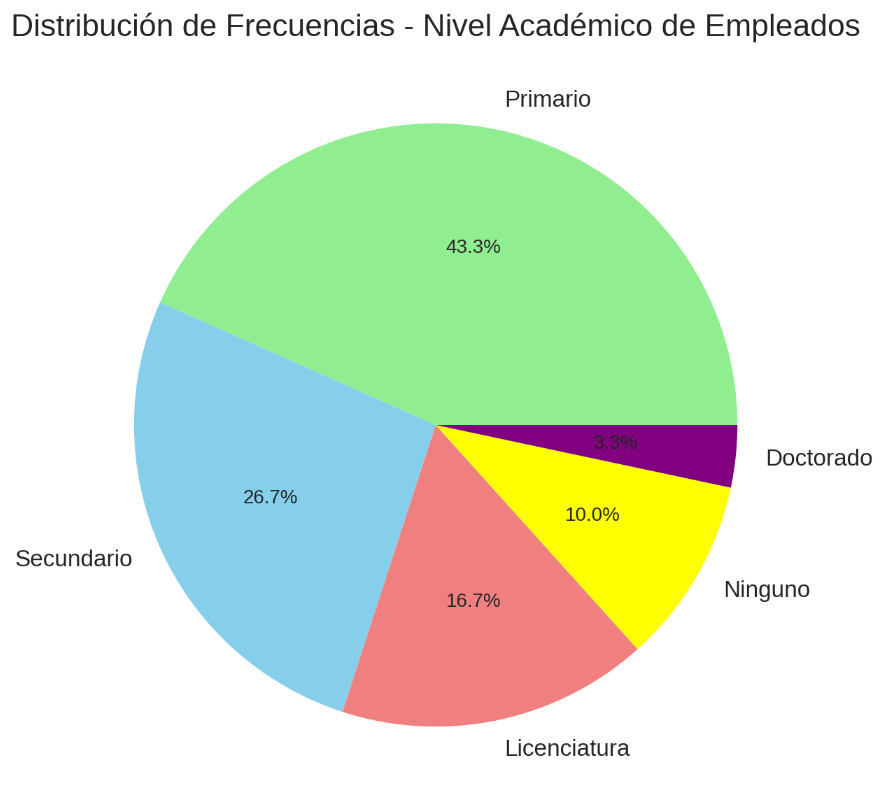 Distribución de Frecuencias - Nivel Académico de Empleados
Primario
43.3%
26.7%
Secundario
16.7%
Licenciatura
10.0%
Ninguno
3.3%
Doctorado